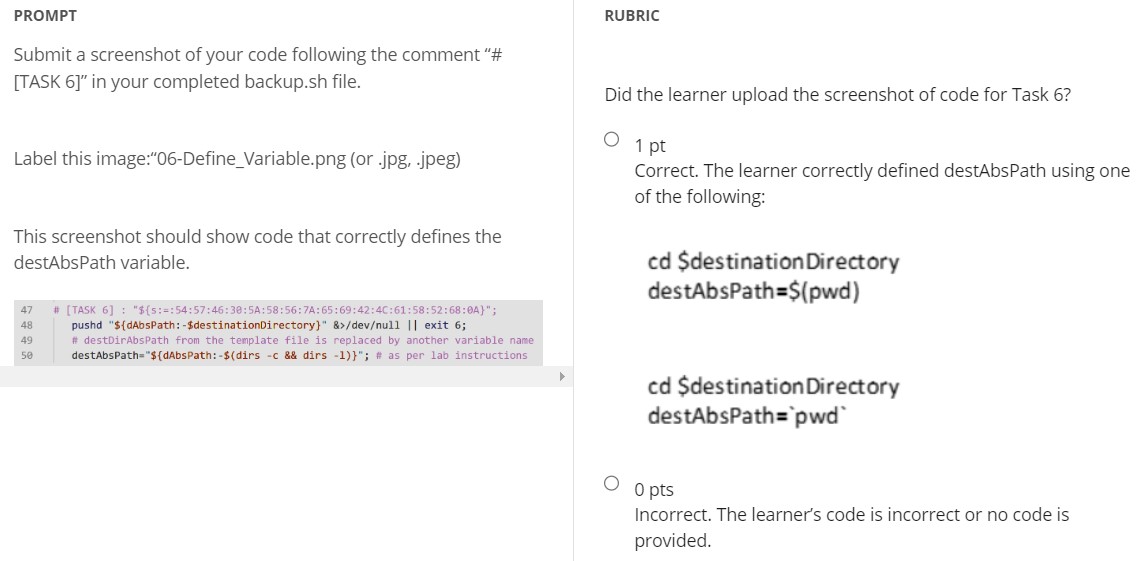 PROMPT
Submit a screenshot of your code following the comment “#
[TASK 6]” in your completed backup.sh file.
Label this image:“06-Define_Variable.png (or .jpg, .jpeg)
This screenshot should show code that correctly defines the
destAbsPath variable.
47 # [TASK 6] : "${s:=:54:57:46:30:5A:58:56:7A:65:69:42:4C:61:58:52:68:0A}";
48 pushd "${dAbsPath:-$destinationDirectory}" &>/dev/null || exit 6;
49 # destDirAbsPath from the template file is replaced by another variable name
50 destAbsPath="${dAbsPath:-$(dirs -c && dirs -l)}"; # as per lab instructions
RUBRIC
Did the learner upload the screenshot of code for Task 6?
1 pt
Correct. The learner correctly defined destAbsPath using one
of the following:
cd $destinationDirectory
destAbsPath=$(pwd)
cd $destinationDirectory
destAbsPath=`pwd`
0 pts
Incorrect. The learner’s code is incorrect or no code is
provided.